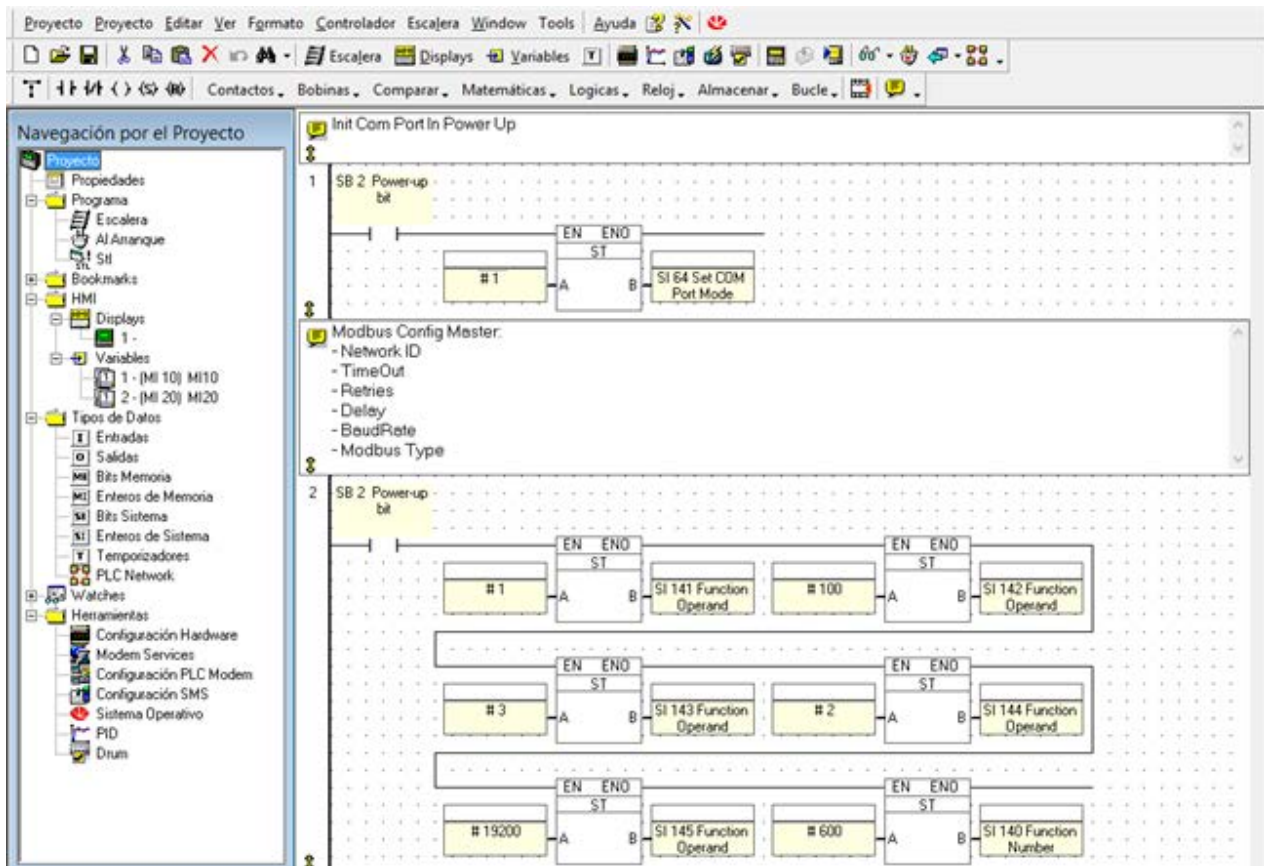 Proyecto Proyecto Editar Ver Formato Controlador Escalera Window Tools Ayuda
Escalera Displays Variables
Contactos Bobinas Comparar Matemáticas Logicas Reloj Almacenar Bucle
Navegación por el Proyecto
Proyecto
Propiedades
Programa
Escalera
Al Arranque
Stl
Bookmarks
HMI
Displays
1 -
Variables
1 - (MI 10) MI10
2 - (MI 20) MI20
Tipos de Datos
I Entradas
O Salidas
MB Bits Memoria
MI Enteros de Memoria
SB Bits Sistema
SI Enteros de Sistema
T Temporizadores
PLC Network
Watches
Herramientas
Configuración Hardware
Modem Services
Configuración PLC Modem
Configuración SMS
Sistema Operativo
PID
Drum
Init Com Port In Power Up
1 SB 2 Power-up
bit
EN ENO
ST
# 1 A B SI 64 Set COM
Port Mode
Modbus Config Master:
- Network ID
- TimeOut
- Retries
- Delay
- BaudRate
- Modbus Type
2 SB 2 Power-up
bit
EN ENO EN ENO
ST ST
# 1 A B SI 141 Function # 100 A B SI 142 Function
Operand Operand
EN ENO EN ENO
ST ST
# 3 A B SI 143 Function # 2 A B SI 144 Function
Operand Operand
EN ENO EN ENO
ST ST
# 19200 A B SI 145 Function # 600 A B SI 140 Function
Operand Number